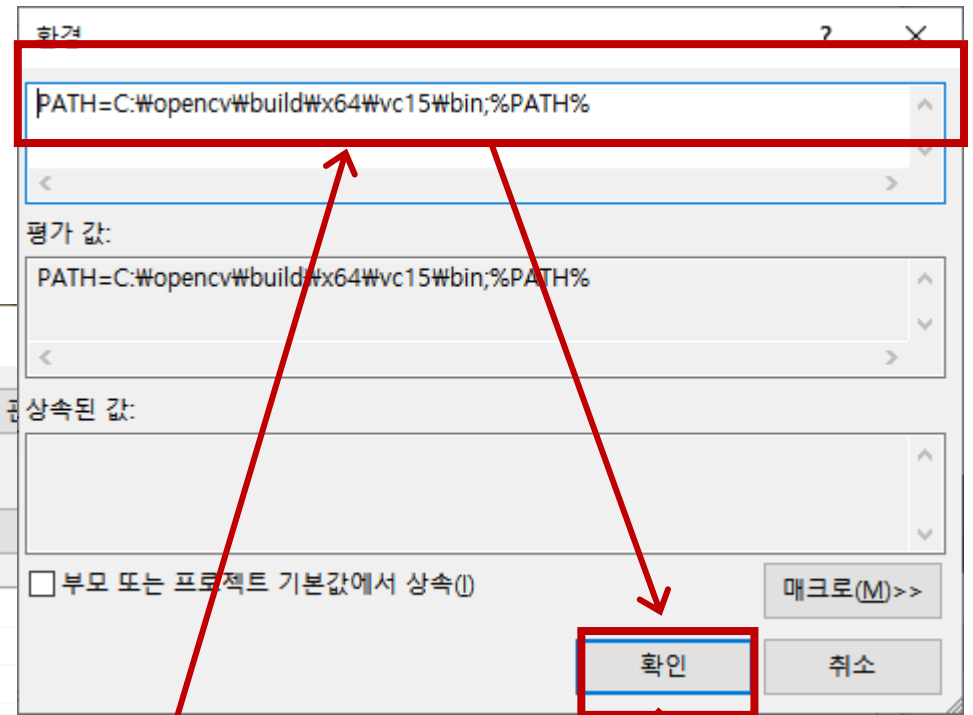 환경 ?
PATH=C:₩opencv₩build₩x64₩vc15₩bin;%PATH%
평가 값:
PATH=C:₩opencv₩build₩x64₩vc15₩bin;%PATH%
상속된 값:
부모 또는 프로젝트 기본값에서 상속(I)
매크로(M)>>
확인 취소